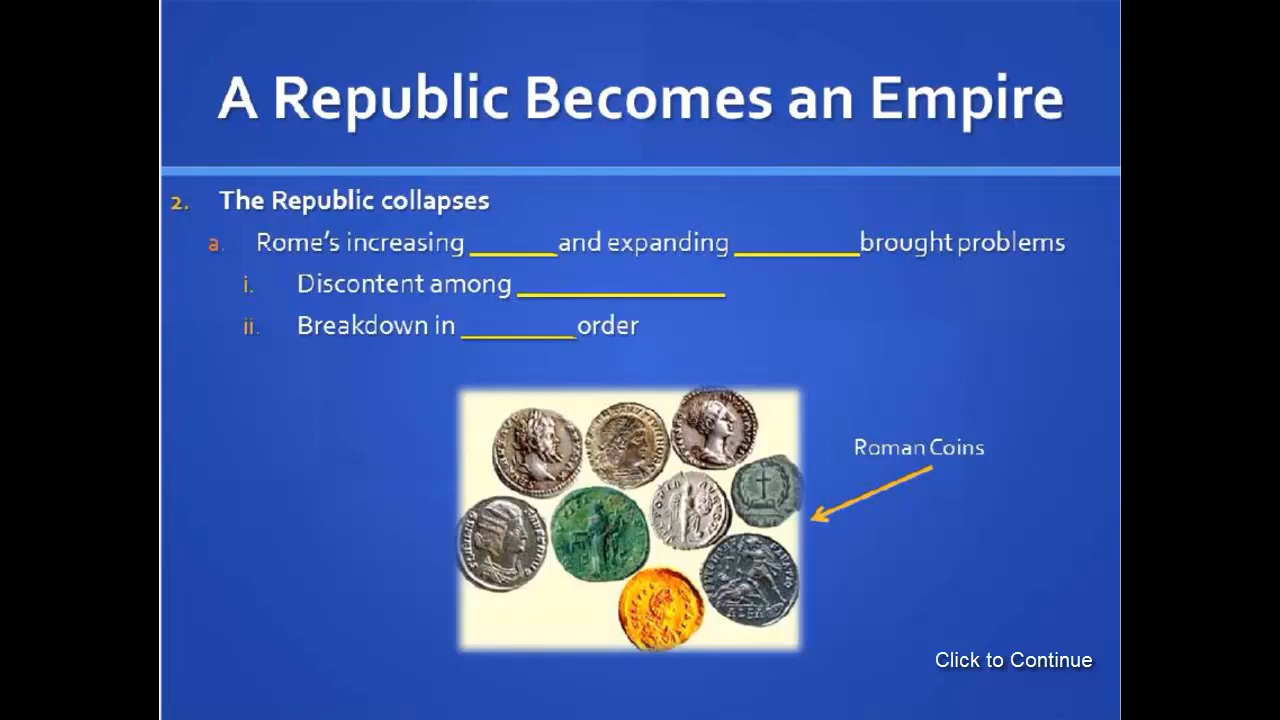 A Republic Becomes an Empire
2. The Republic collapses
a. Rome's increasing ______ and expanding _________ brought problems
i. Discontent among _______________
ii. Breakdown in ________ order
Roman Coins
Click to Continue